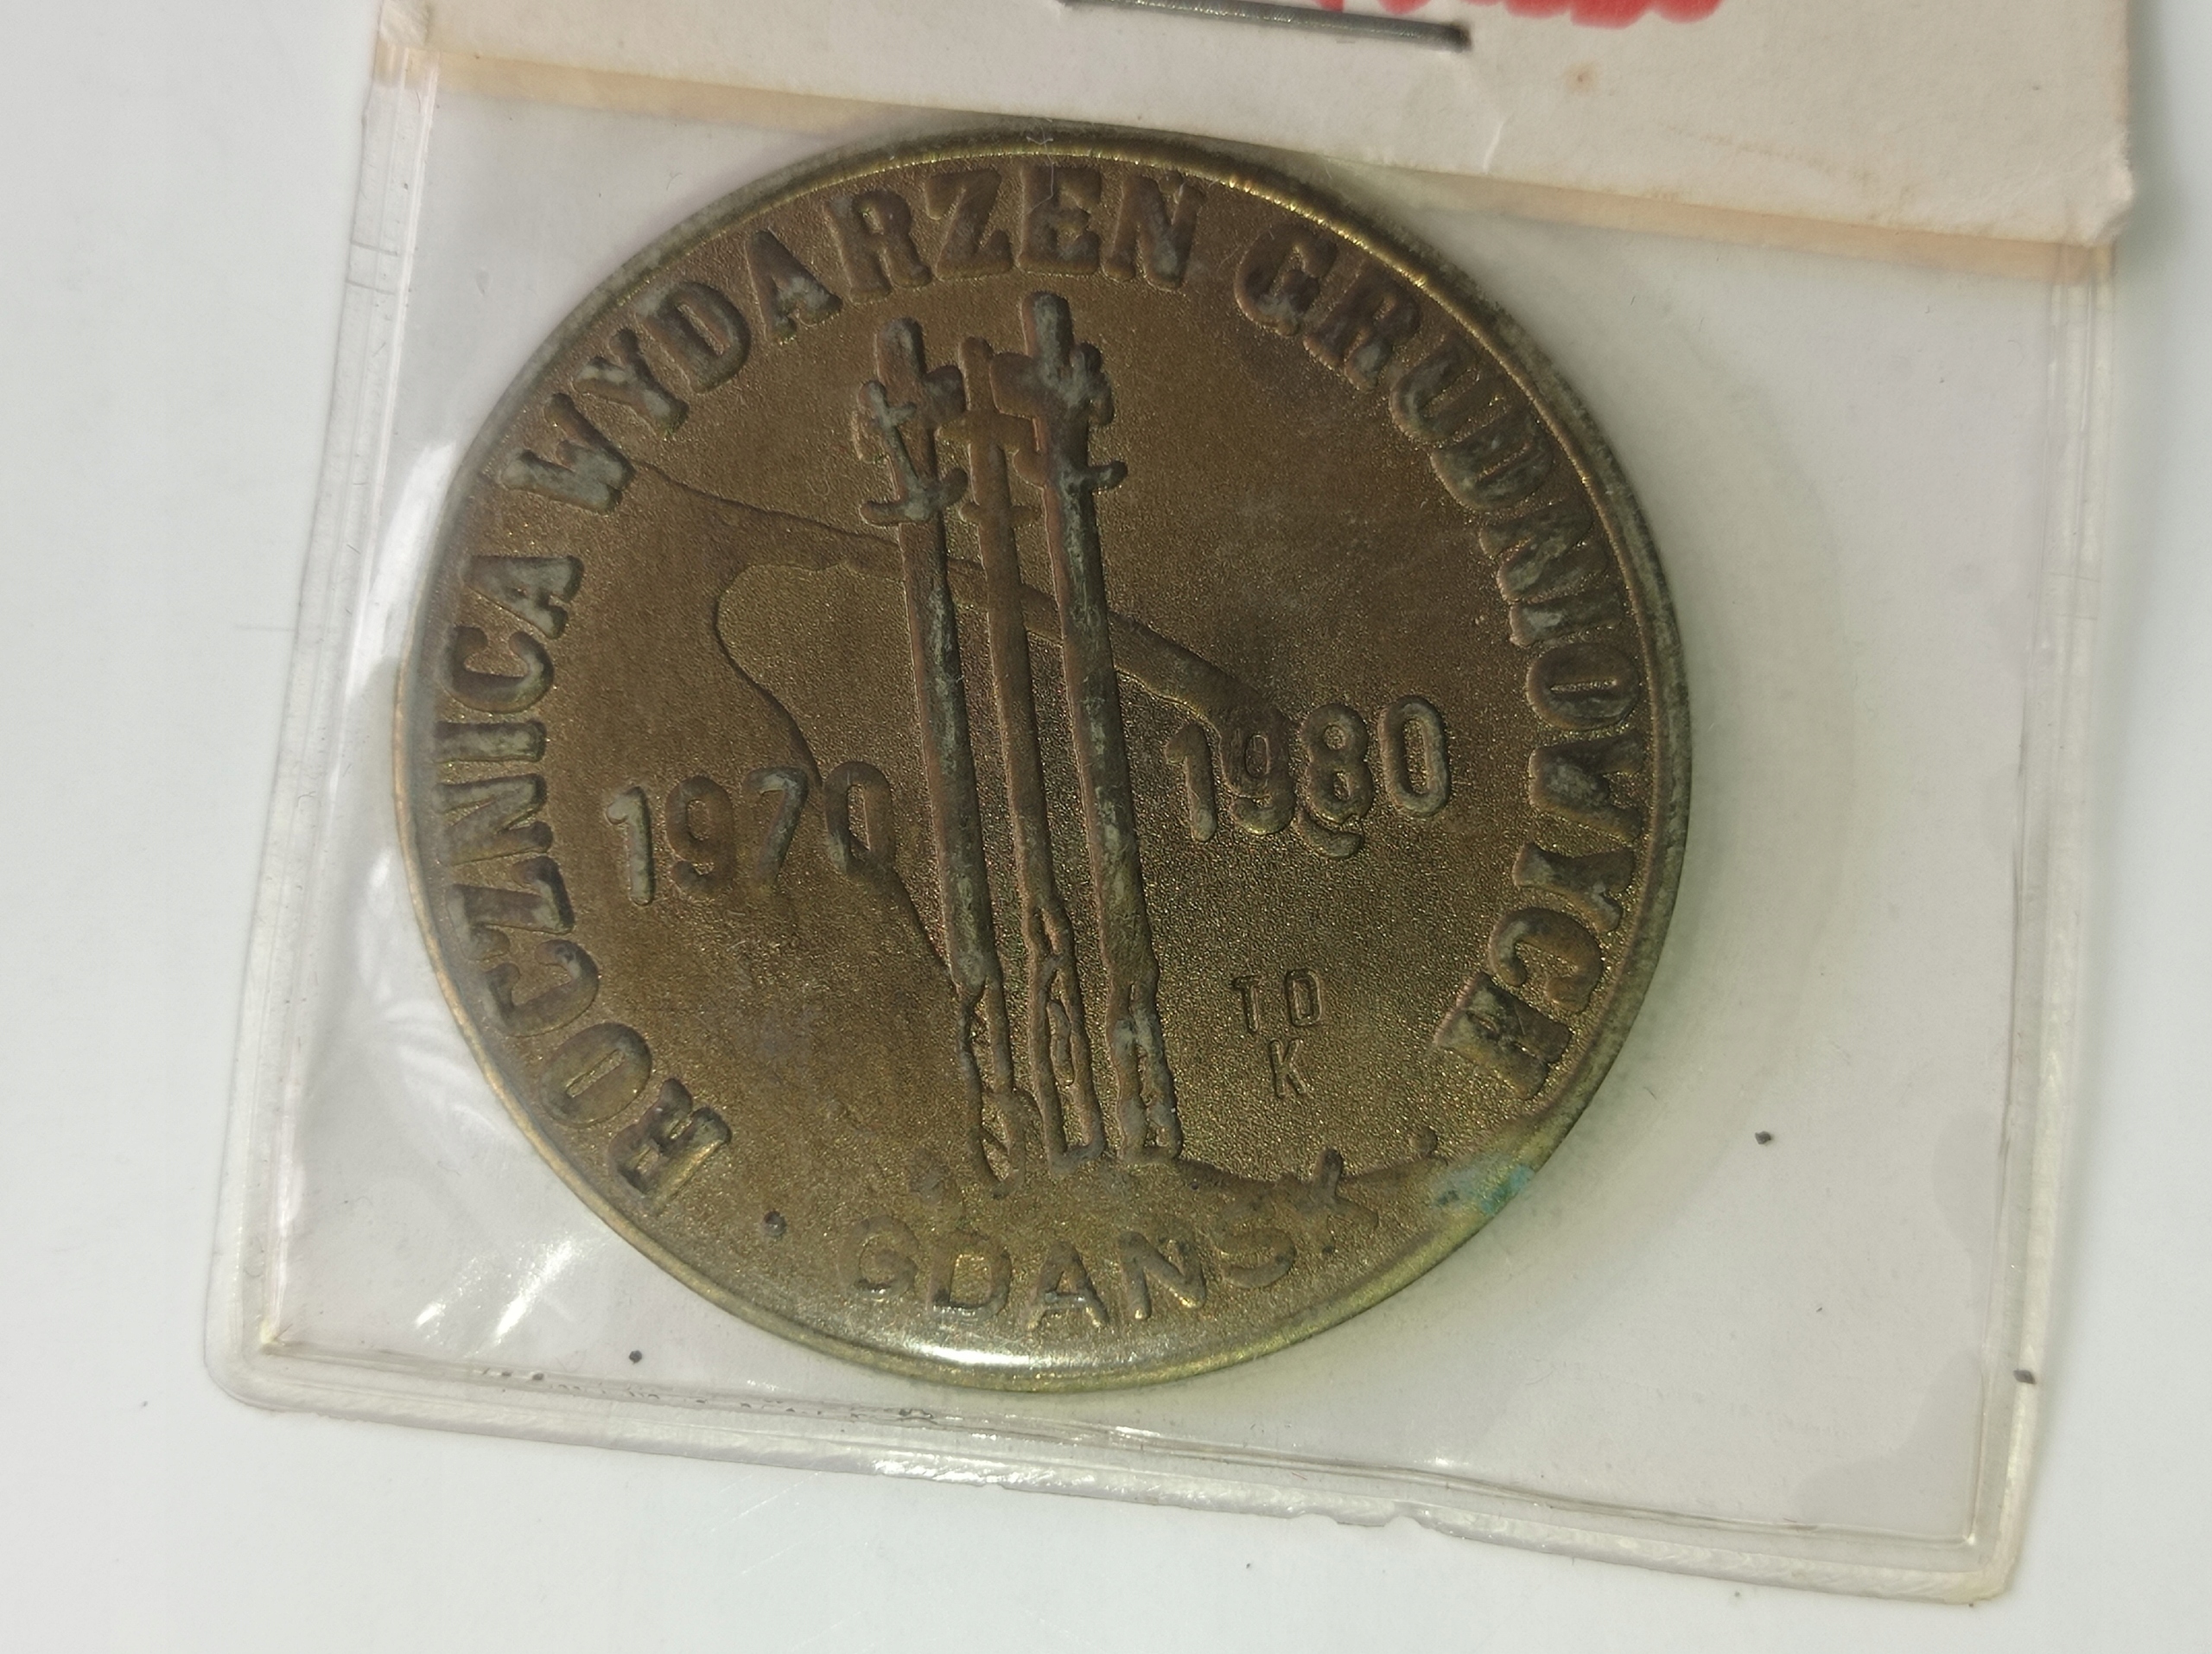 ROCZNICA WYDARZEN GRUDNIOWYCH
1970 1980
TO
K
GDANSK